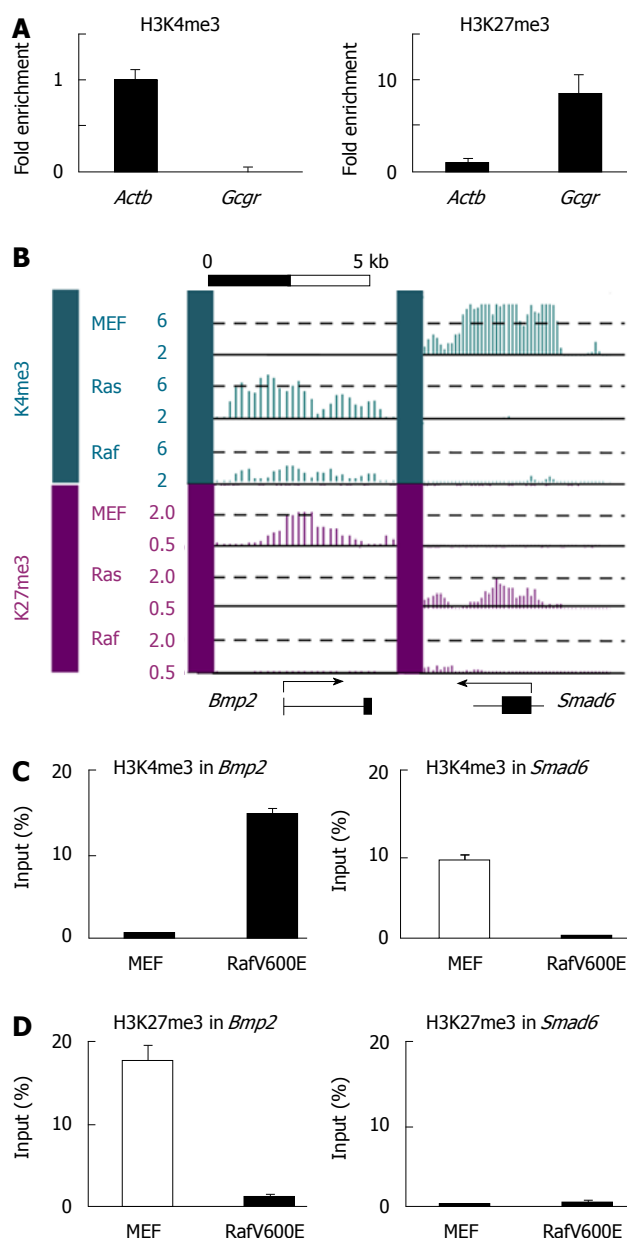 A
H3K4me3
H3K27me3
Fold enrichment
1
0
Actb
Gcgr
Fold enrichment
10
0
Actb
Gcgr
B
0
5 kb
K4me3
MEF
6
2
Ras
6
2
Raf
6
2
K27me3
MEF
2.0
0.5
Ras
2.0
0.5
Raf
2.0
0.5
Bmp2
Smad6
C
H3K4me3 in Bmp2
Input (%)
20
10
0
MEF
RafV600E
H3K4me3 in Smad6
Input (%)
20
10
0
MEF
RafV600E
D
H3K27me3 in Bmp2
Input (%)
20
10
0
MEF
RafV600E
H3K27me3 in Smad6
Input (%)
20
10
0
MEF
RafV600E